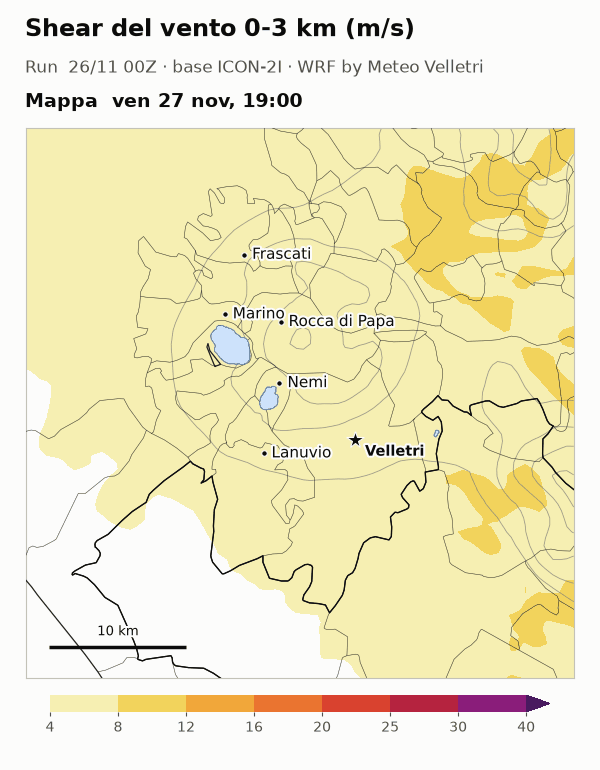 Shear del vento 0-3 km (m/s)
Run  26/11 00Z · base ICON-2I · WRF by Meteo Velletri
Mappa  ven 27 nov, 19:00
Frascati
Marino
Rocca di Papa
Nemi
Velletri
Lanuvio
10 km
4 8 12 16 20 25 30 40